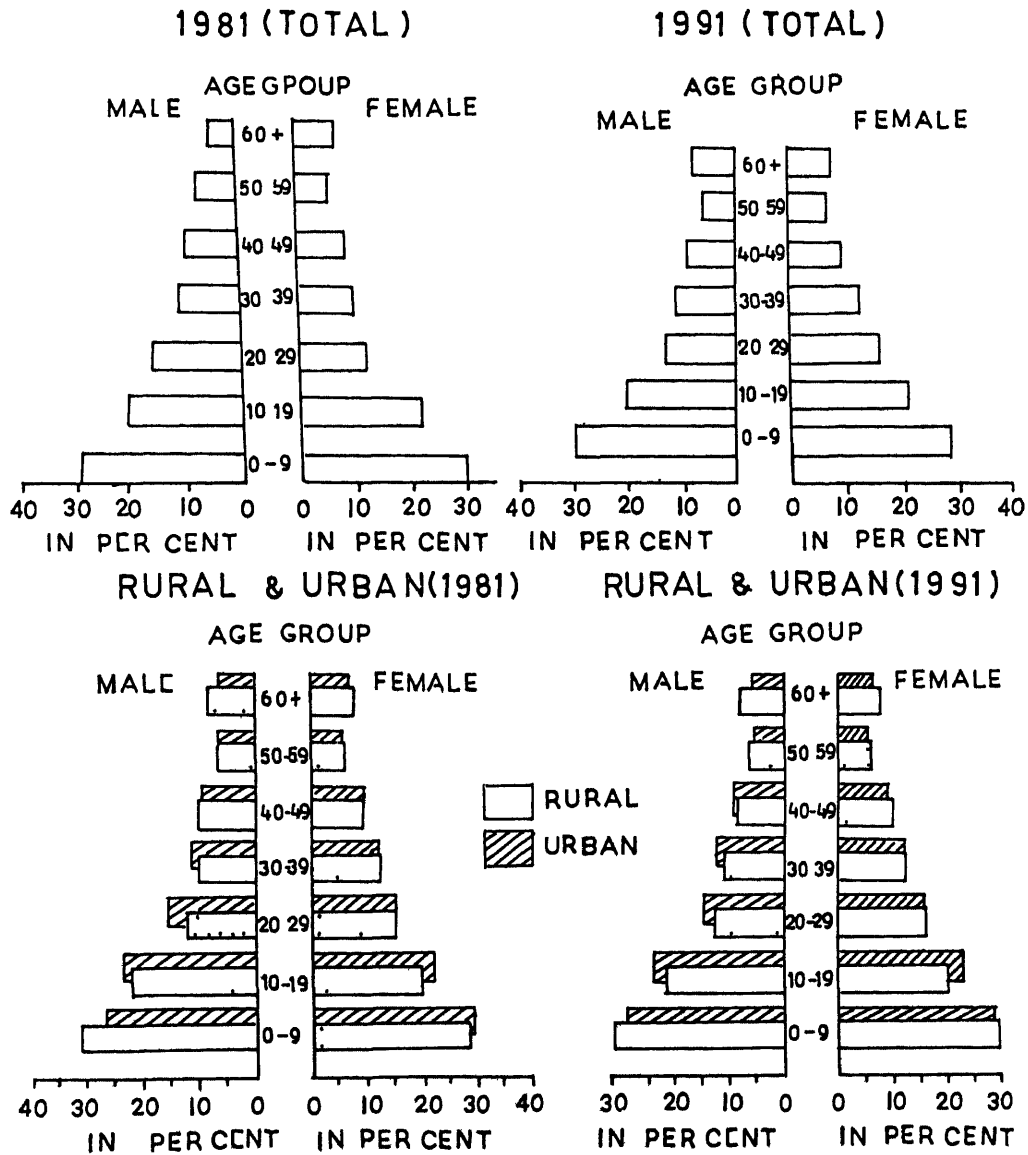 1981 (TOTAL)
AGE GPOUP
MALE FEMALE
60+
50 59
40 49
30 39
20 29
10 19
0-9
40 30 20 10 0 0 10 20 30
IN PER CENT IN PER CENT
1991 (TOTAL)
AGE GROUP
MALE FEMALE
60+
50 59
40-49
30-39
20 29
10-19
0-9
40 30 20 10 0 0 10 20 30 40
IN PER CENT IN PER CENT
RURAL & URBAN(1981)
AGE GROUP
MALE FEMALE
60+
50-59
40-49
30-39
20 29
10-19
0-9
40 30 20 10 0 0 10 20 30 40
IN PER CENT IN PER CENT
RURAL
URBAN
RURAL & URBAN(1991)
AGE GROUP
MALE FEMALE
60+
50 59
40-49
30 39
20-29
10-19
0-9
30 20 10 0 0 10 20 30
IN PER CENT IN PER CENT